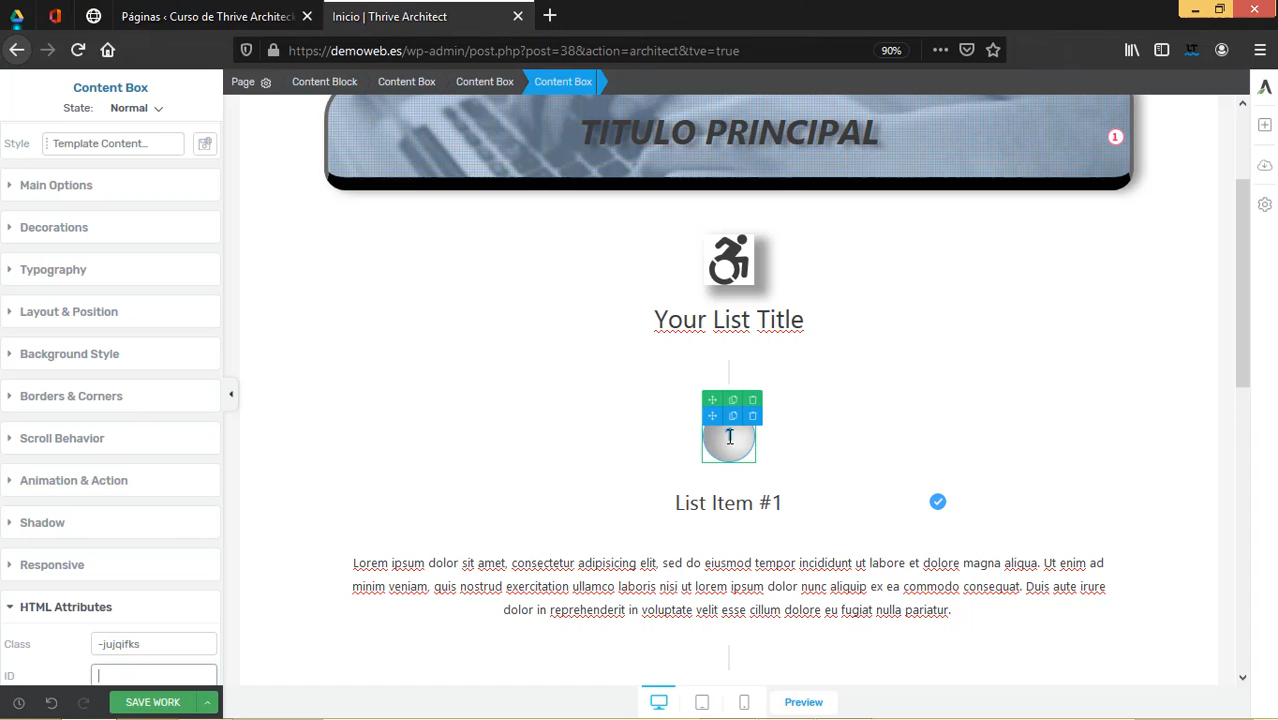 Páginas ‹ Curso de Thrive Architect
Inicio | Thrive Architect
https://demoweb.es/wp-admin/post.php?post=38&action=architect&tve=true
90%
Content Box
State: Normal
Style
Template Content...
Main Options
Decorations
Typography
Layout & Position
Background Style
Borders & Corners
Scroll Behavior
Animation & Action
Shadow
Responsive
HTML Attributes
Class
-jujqifks
ID
SAVE WORK
Page
Content Block
Content Box
Content Box
Content Box
TITULO PRINCIPAL
1
Your List Title
List Item #1
Lorem ipsum dolor sit amet, consectetur adipisicing elit, sed do eiusmod tempor incididunt ut labore et dolore magna aliqua. Ut enim ad
minim veniam, quis nostrud exercitation ullamco laboris nisi ut lorem ipsum dolor nunc aliquip ex ea commodo consequat. Duis aute irure
dolor in reprehenderit in voluptate velit esse cillum dolore eu fugiat nulla pariatur.
Preview